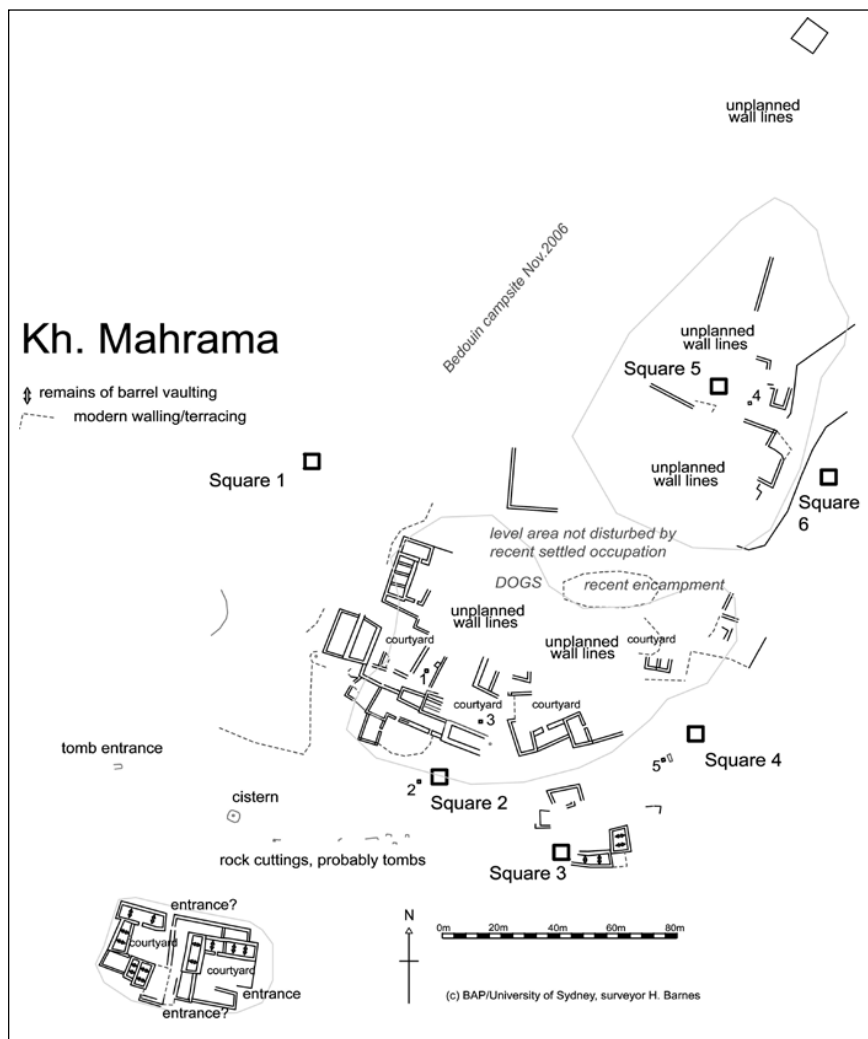 unplanned
wall lines
Bedouin campsite Nov.2006
Kh. Mahrama
unplanned
wall lines
Square 5
4
remains of barrel vaulting
modern walling/terracing
Square 1
unplanned
wall lines
Square
6
level area not disturbed by
recent settled occupation
DOGS
recent encampment
unplanned
wall lines
courtyard
unplanned
wall lines
courtyard
1
courtyard
courtyard
3
tomb entrance
5
Square 4
2
Square 2
cistern
rock cuttings, probably tombs
Square 3
entrance?
courtyard
courtyard
entrance
entrance?
N
0m
20m
40m
60m
80m
(c) BAP/University of Sydney, surveyor H. Barnes